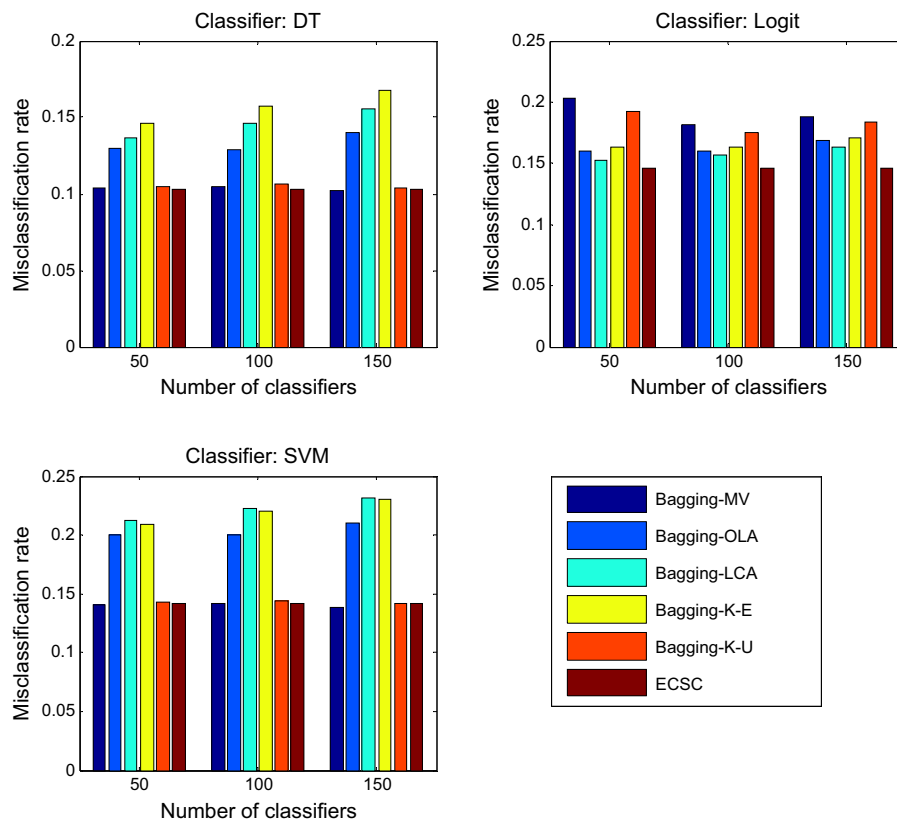 Classifier: DT
0.2
0.15
0.1
0.05
0
Misclassification rate
50 100 150
Number of classifiers
Classifier: Logit
0.25
0.2
0.15
0.1
0.05
0
Misclassification rate
50 100 150
Number of classifiers
Classifier: SVM
0.25
0.2
0.15
0.1
0.05
0
Misclassification rate
50 100 150
Number of classifiers
Bagging-MV
Bagging-OLA
Bagging-LCA
Bagging-K-E
Bagging-K-U
ECSC